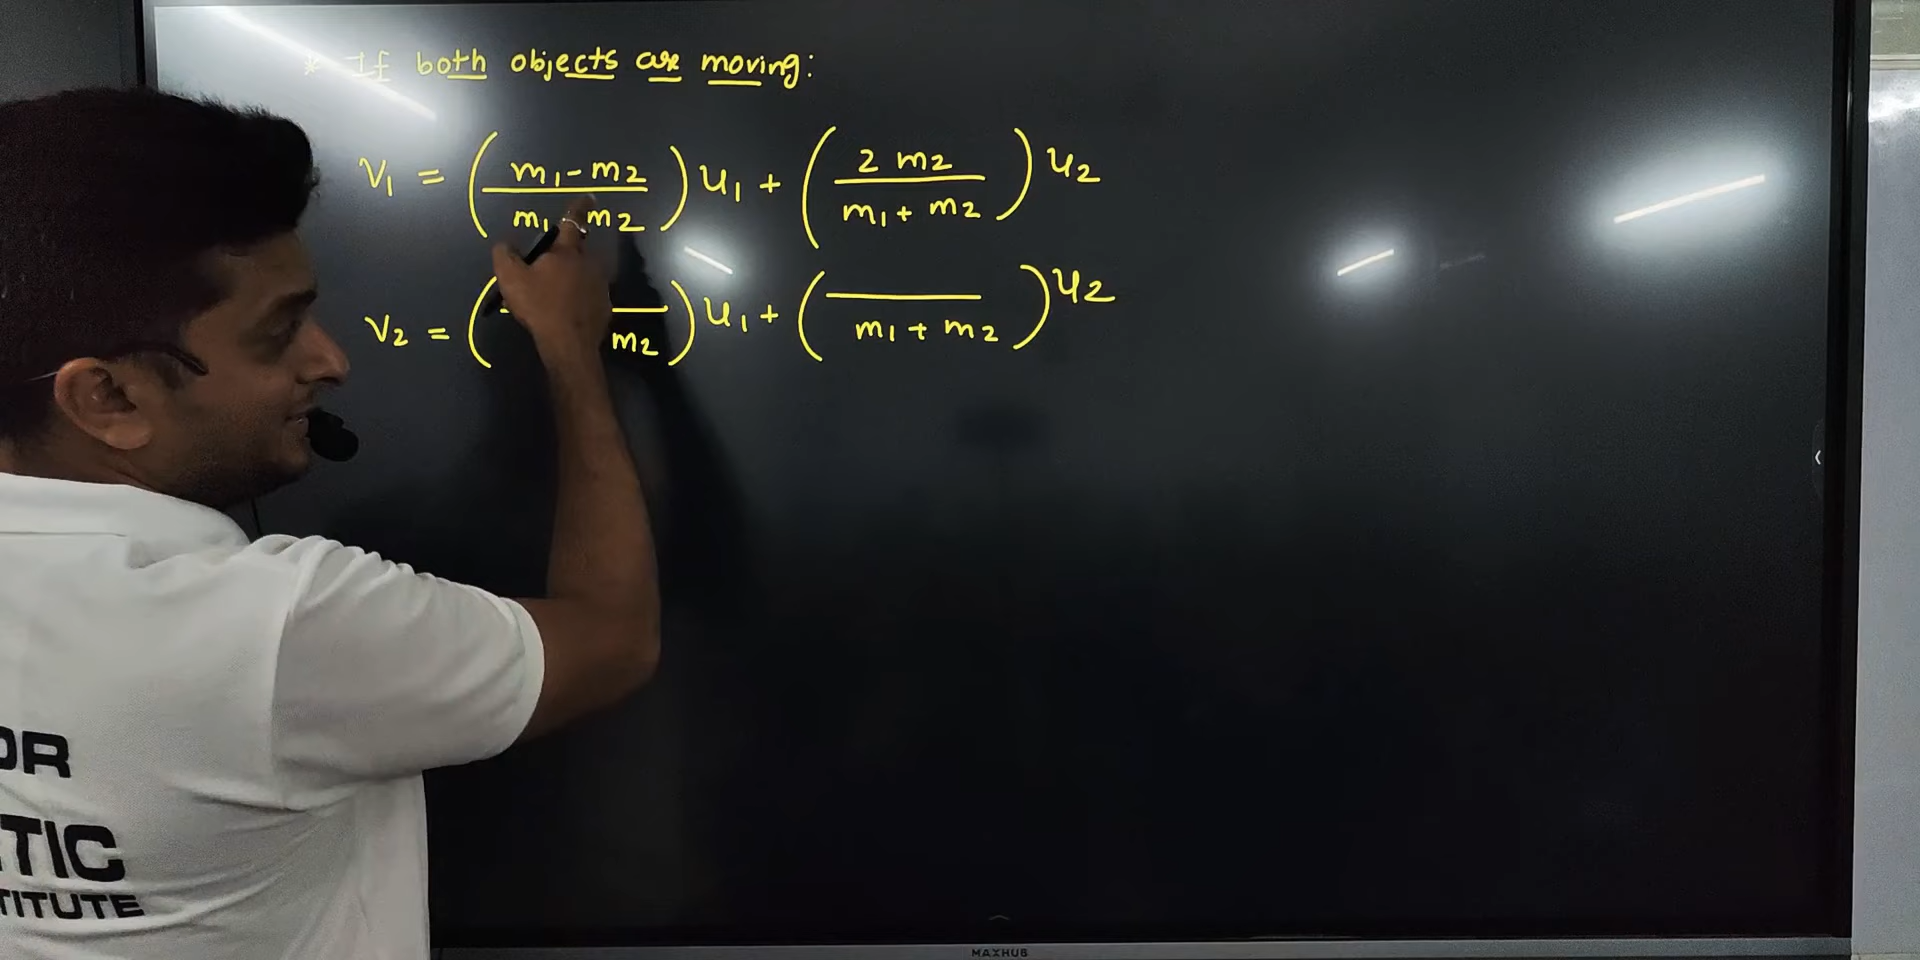 * If both objects are moving:
V1 = ( m1 - m2 / m1 m2 ) u1 + ( 2 m2 / m1 + m2 ) u2
V2 = ( / m2 ) u1 + ( / m1 + m2 ) u2
OR
TIC
TITUTE
MAXHUB